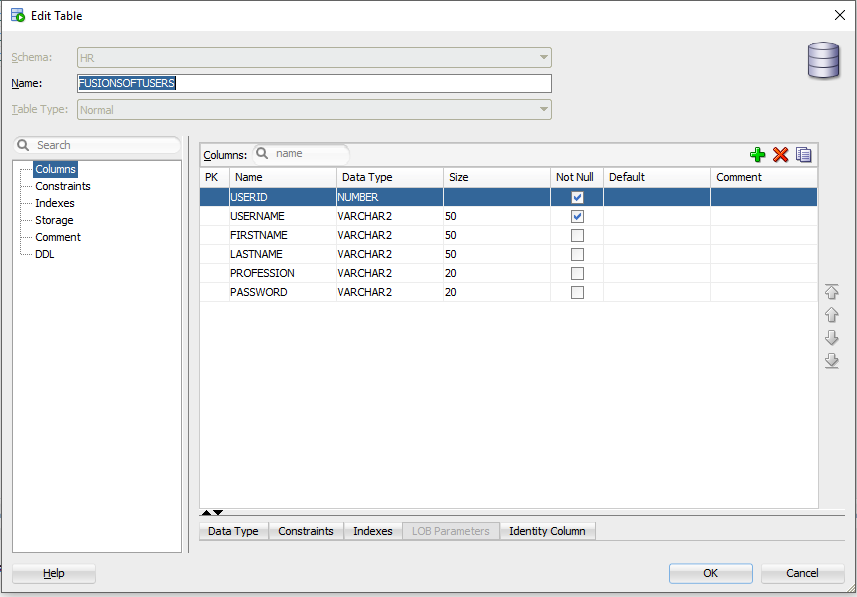 Edit Table
Schema: HR
Name: FUSIONSOFTUSERS
Table Type: Normal
Search
Columns
Constraints
Indexes
Storage
Comment
DDL
Columns: name
PK Name Data Type Size Not Null Default Comment
USERID NUMBER
USERNAME VARCHAR2 50
FIRSTNAME VARCHAR2 50
LASTNAME VARCHAR2 50
PROFESSION VARCHAR2 20
PASSWORD VARCHAR2 20
Data Type Constraints Indexes LOB Parameters Identity Column
Help OK Cancel